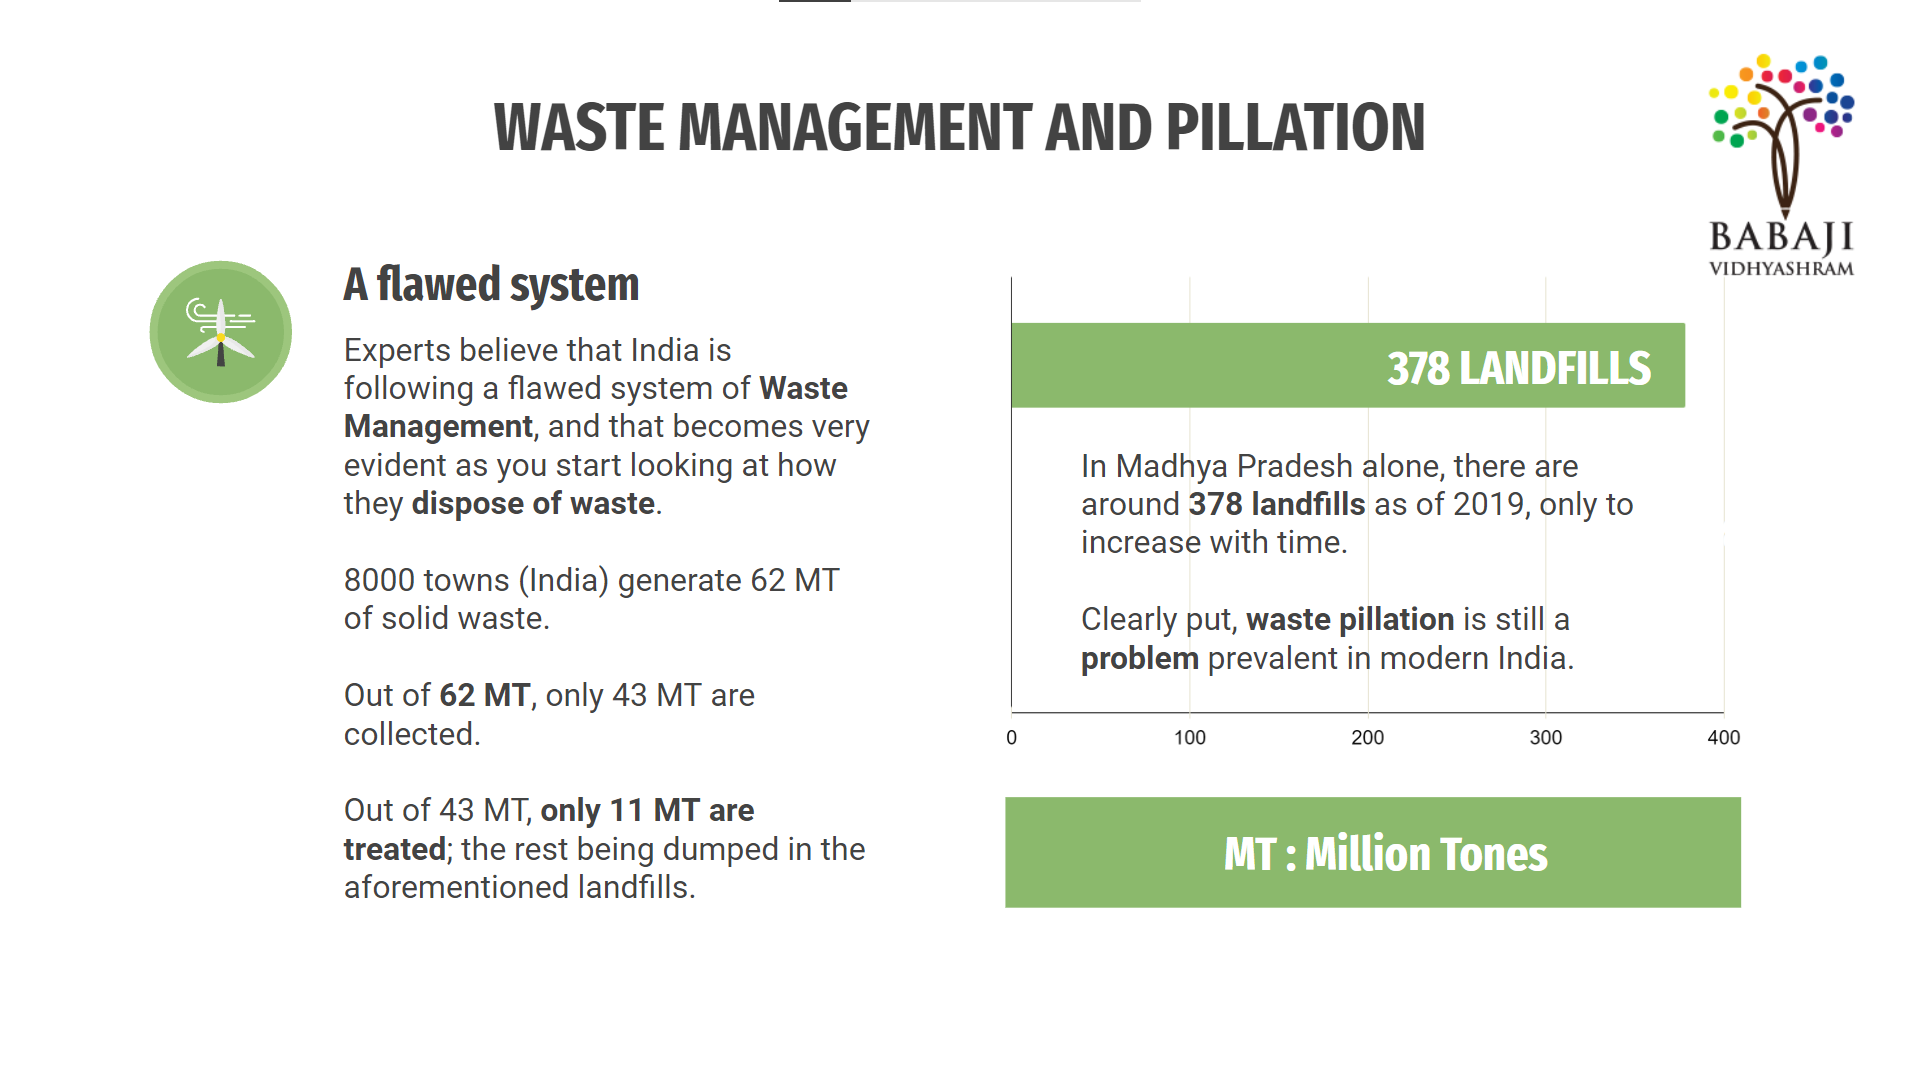 WASTE MANAGEMENT AND PILLATION
BABAJI
VIDHYASHRAM
A flawed system
Experts believe that India is
following a flawed system of Waste
Management, and that becomes very
evident as you start looking at how
they dispose of waste.
8000 towns (India) generate 62 MT
of solid waste.
Out of 62 MT, only 43 MT are
collected.
Out of 43 MT, only 11 MT are
treated; the rest being dumped in the
aforementioned landfills.
378 LANDFILLS
In Madhya Pradesh alone, there are
around 378 landfills as of 2019, only to
increase with time.
Clearly put, waste pillation is still a
problem prevalent in modern India.
0 100 200 300 400
MT : Million Tones